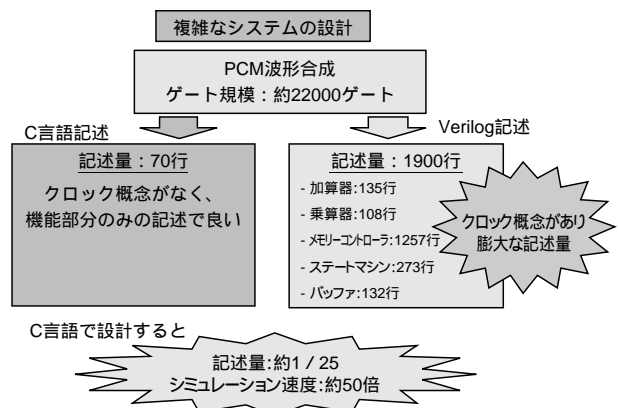 複雑なシステムの設計
PCM波形合成
ゲート規模：約22000ゲート
C言語記述
Verilog記述
記述量：70行
クロック概念がなく、
機能部分のみの記述で良い
記述量：1900行
- 加算器:135行
- 乗算器:108行
- メモリーコントローラ:1257行
- ステートマシン:273行
- バッファ:132行
クロック概念があり
膨大な記述量
C言語で設計すると
記述量:約1／25
シミュレーション速度:約50倍